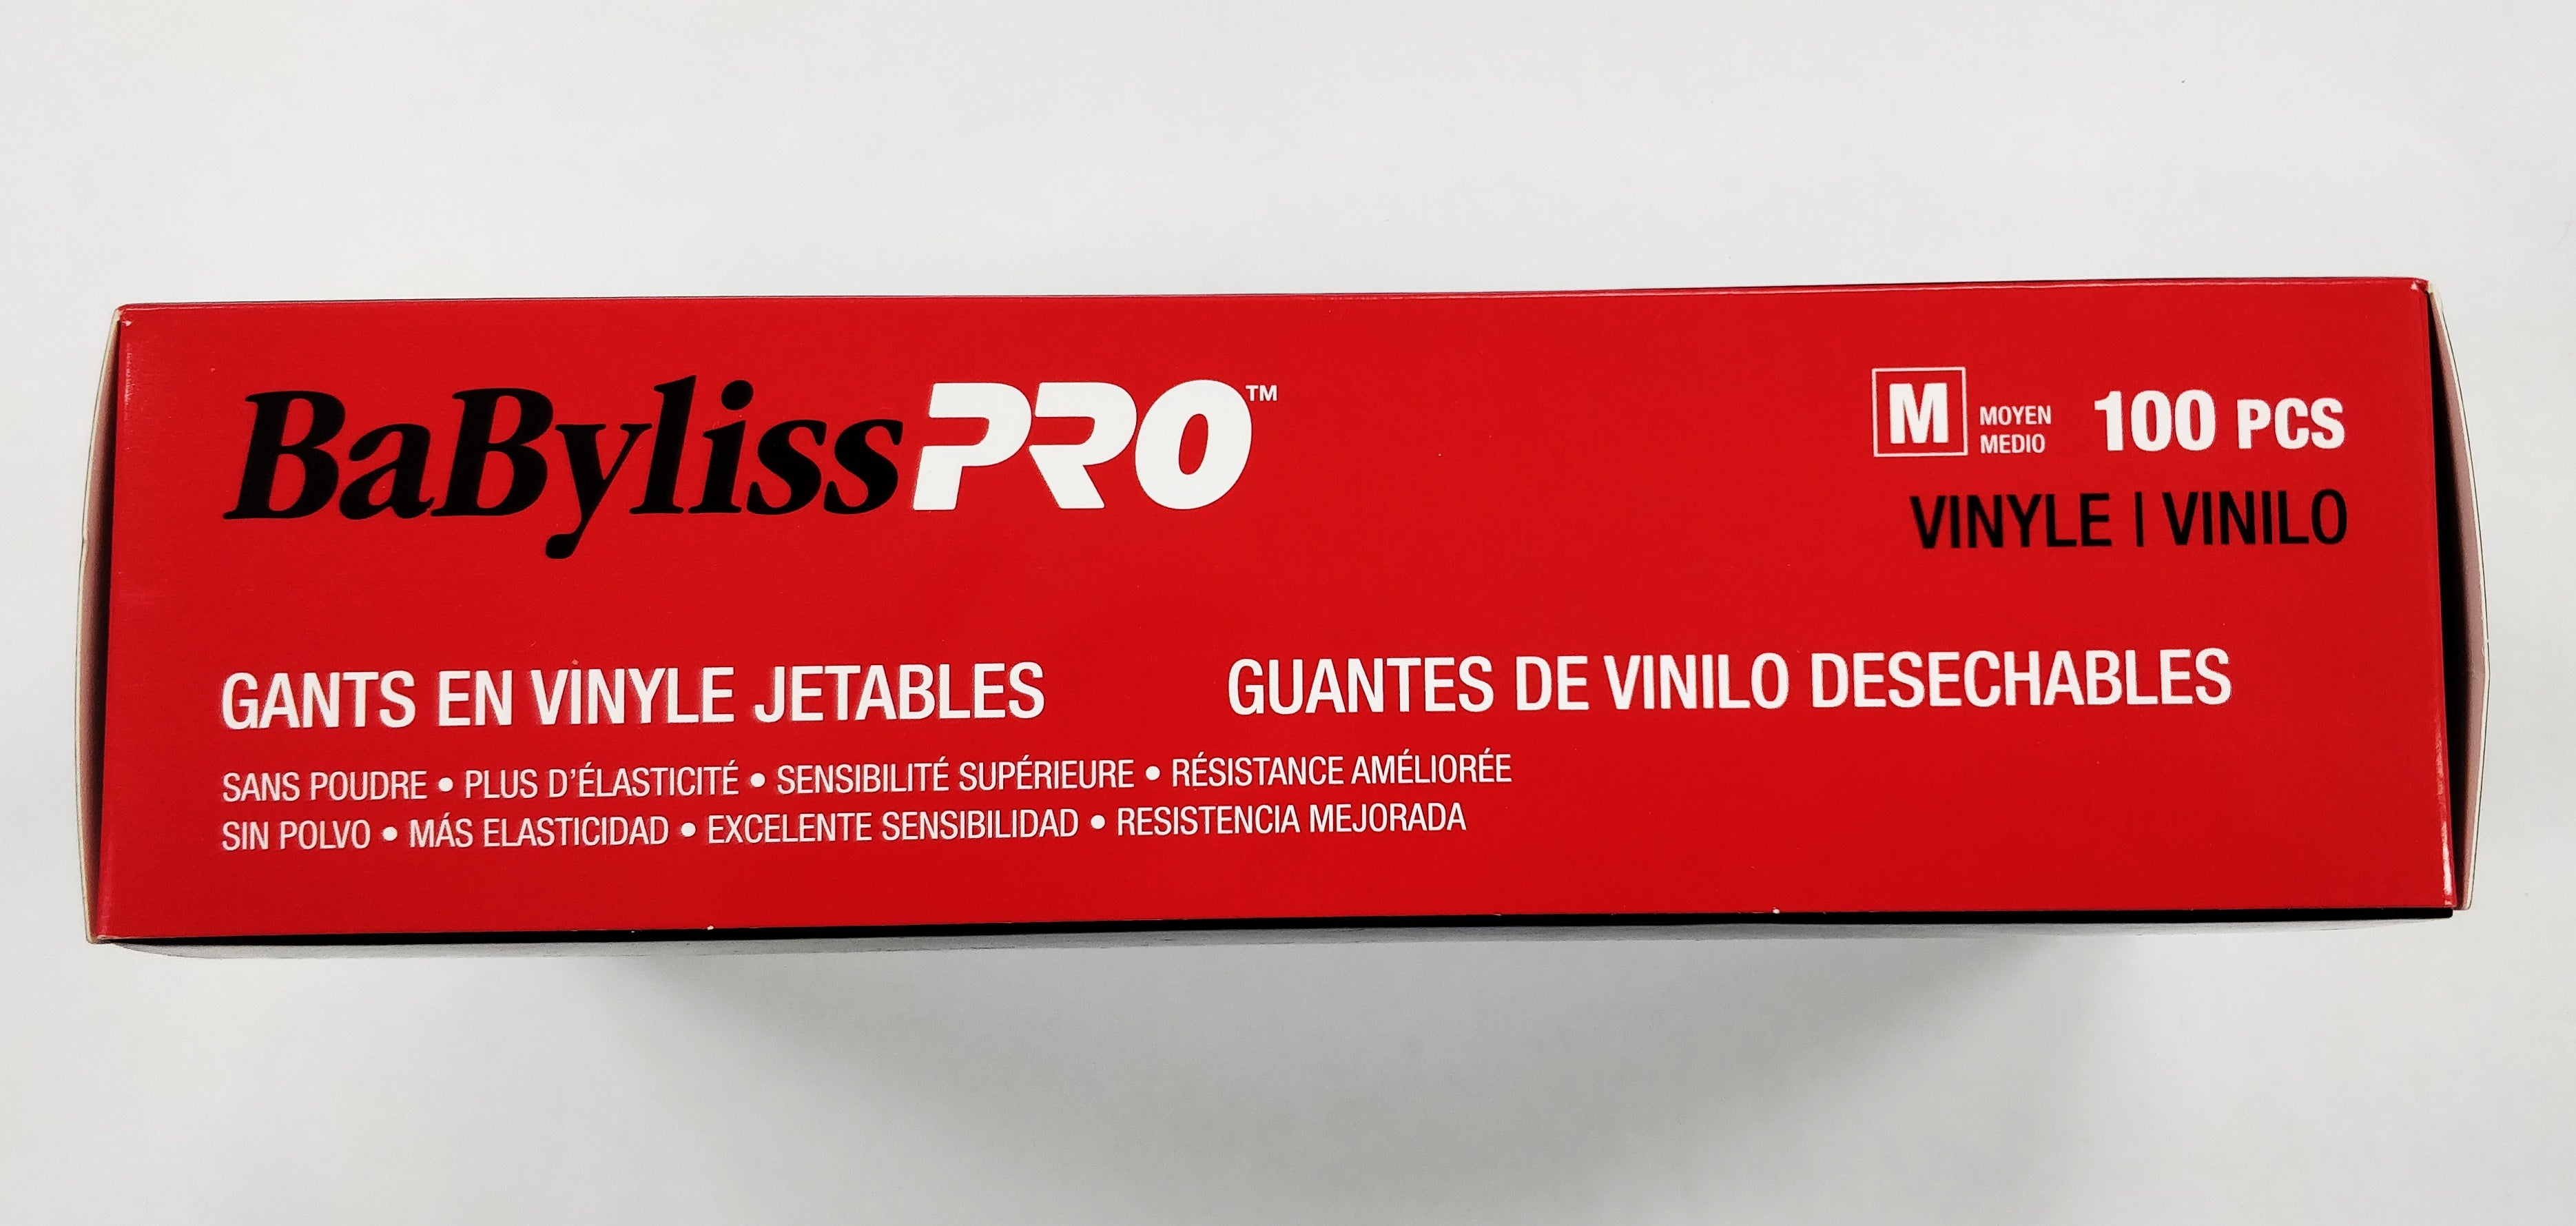 BaBylissPRO™
M MOYEN
MEDIO
100 PCS
VINYLE | VINILO
GANTS EN VINYLE JETABLES
GUANTES DE VINILO DESECHABLES
SANS POUDRE • PLUS D'ÉLASTICITÉ • SENSIBILITÉ SUPÉRIEURE • RÉSISTANCE AMÉLIORÉE
SIN POLVO • MÁS ELASTICIDAD • EXCELENTE SENSIBILIDAD • RESISTENCIA MEJORADA